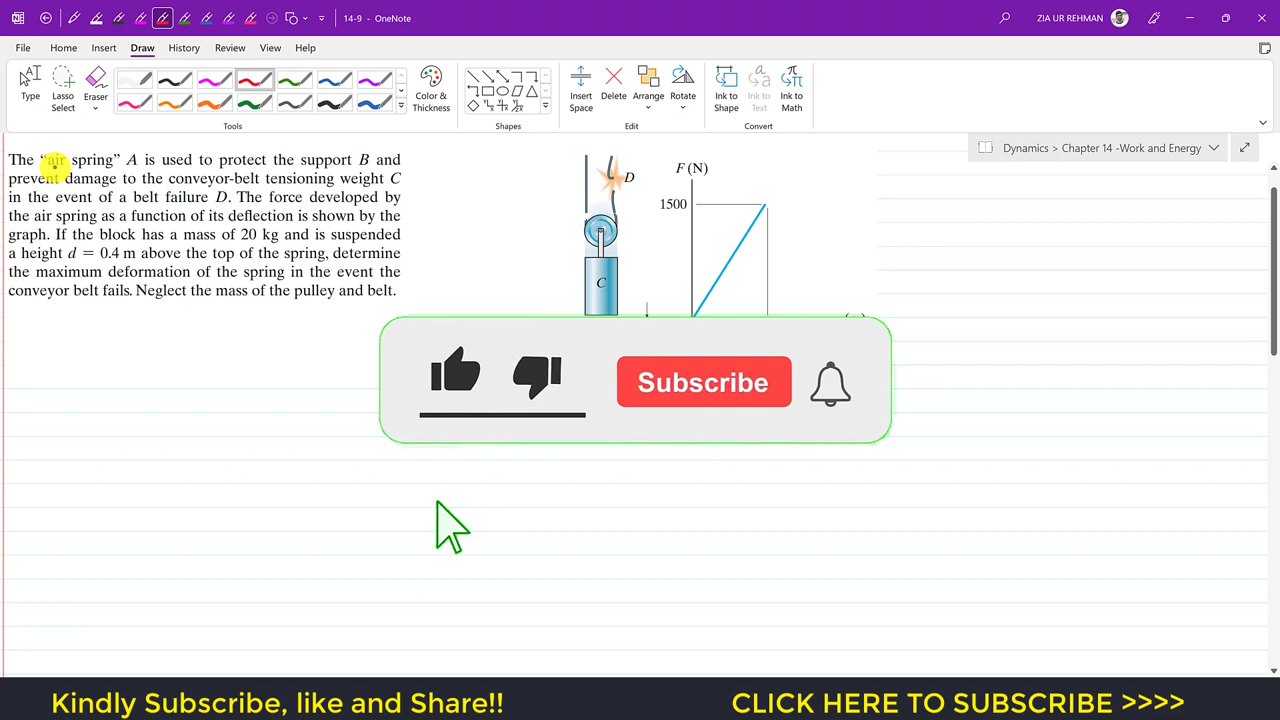 14-9 - OneNote
ZIA UR REHMAN
File Home Insert Draw History Review View Help
Type
Lasso Select
Eraser
Color & Thickness
Insert Space
Delete
Arrange
Rotate
Ink to Shape
Ink to Text
Ink to Math
Tools
Shapes
Edit
Convert
Dynamics > Chapter 14 -Work and Energy
The “air spring” A is used to protect the support B and
prevent damage to the conveyor-belt tensioning weight C
in the event of a belt failure D. The force developed by
the air spring as a function of its deflection is shown by the
graph. If the block has a mass of 20 kg and is suspended
a height d = 0.4 m above the top of the spring, determine
the maximum deformation of the spring in the event the
conveyor belt fails. Neglect the mass of the pulley and belt.
D
F (N)
1500
C
Subscribe
Kindly Subscribe, like and Share!!
CLICK HERE TO SUBSCRIBE >>>>